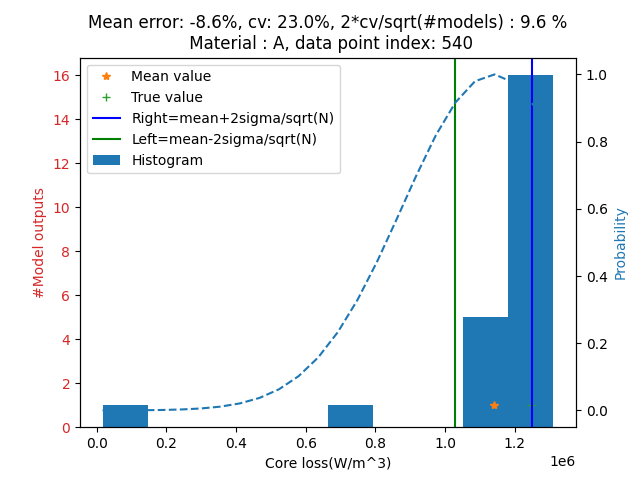 Mean error: -8.6%, cv: 23.0%, 2*cv/sqrt(#models) : 9.6 %
Material : A, data point index: 540
Mean value
True value
Right=mean+2sigma/sqrt(N)
Left=mean-2sigma/sqrt(N)
Histogram
#Model outputs
16
14
12
10
8
6
4
2
0
1.0
0.8
0.6
0.4
0.2
0.0
Probability
0.0 0.2 0.4 0.6 0.8 1.0 1.2
1e6
Core loss(W/m^3)